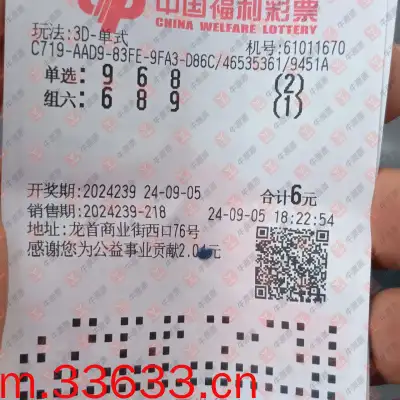 中国福利彩票
CHINA WELFARE LOTTERY
玩法:3D-单式 机号:61011670
C719-AAD9-83FE-9FA3-D86C/46535361/9451A
单选: 9 6 8 (2)
组六: 6 8 9 (1)
开奖期:2024239 24-09-05 合计6元
销售期:2024239-218 24-09-05 18:22:54
地址:龙首商业街西口76号
感谢您为公益事业贡献2.04元
m.33633.cn